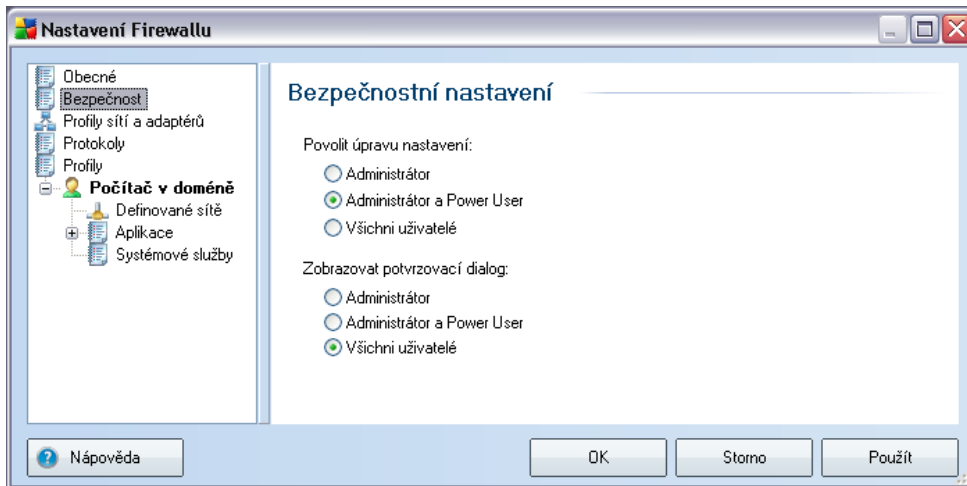 Nastavení Firewallu
Obecné
Bezpečnost
Profily sítí a adaptérů
Protokoly
Profily
Počítač v doméně
Definované sítě
Aplikace
Systémové služby
Bezpečnostní nastavení
Povolit úpravu nastavení:
Administrátor
Administrátor a Power User
Všichni uživatelé
Zobrazovat potvrzovací dialog:
Administrátor
Administrátor a Power User
Všichni uživatelé
Nápověda
OK
Storno
Použít